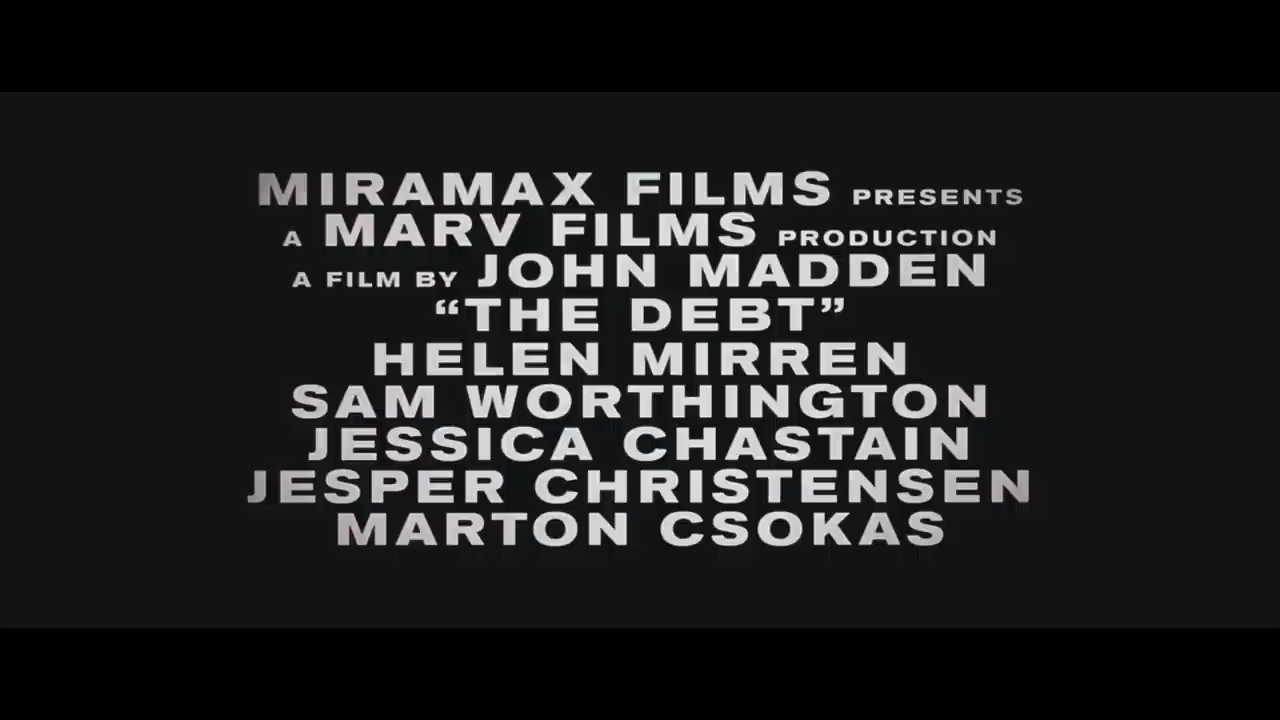 MIRAMAX FILMS PRESENTS
A MARV FILMS PRODUCTION
A FILM BY JOHN MADDEN
“THE DEBT”
HELEN MIRREN
SAM WORTHINGTON
JESSICA CHASTAIN
JESPER CHRISTENSEN
MARTON CSOKAS